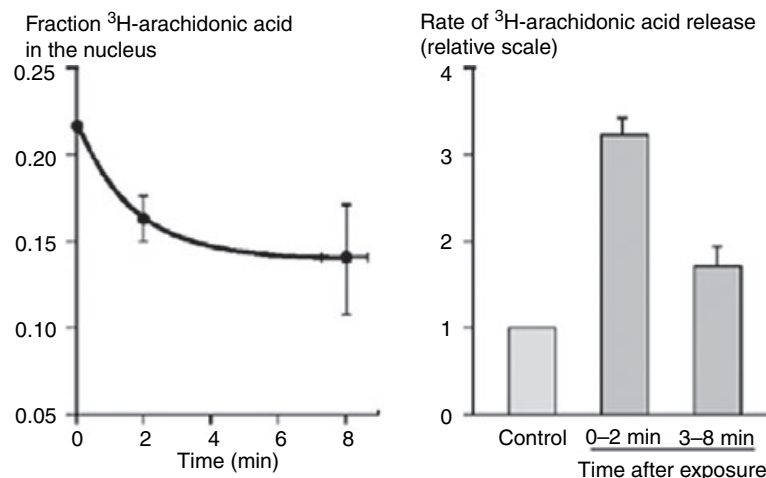 Fraction ³H-arachidonic acid
in the nucleus
0.25
0.20
0.15
0.10
0.05
0 2 4 6 8
Time (min)
Rate of ³H-arachidonic acid release
(relative scale)
4
3
2
1
0
Control 0–2 min 3–8 min
Time after exposure